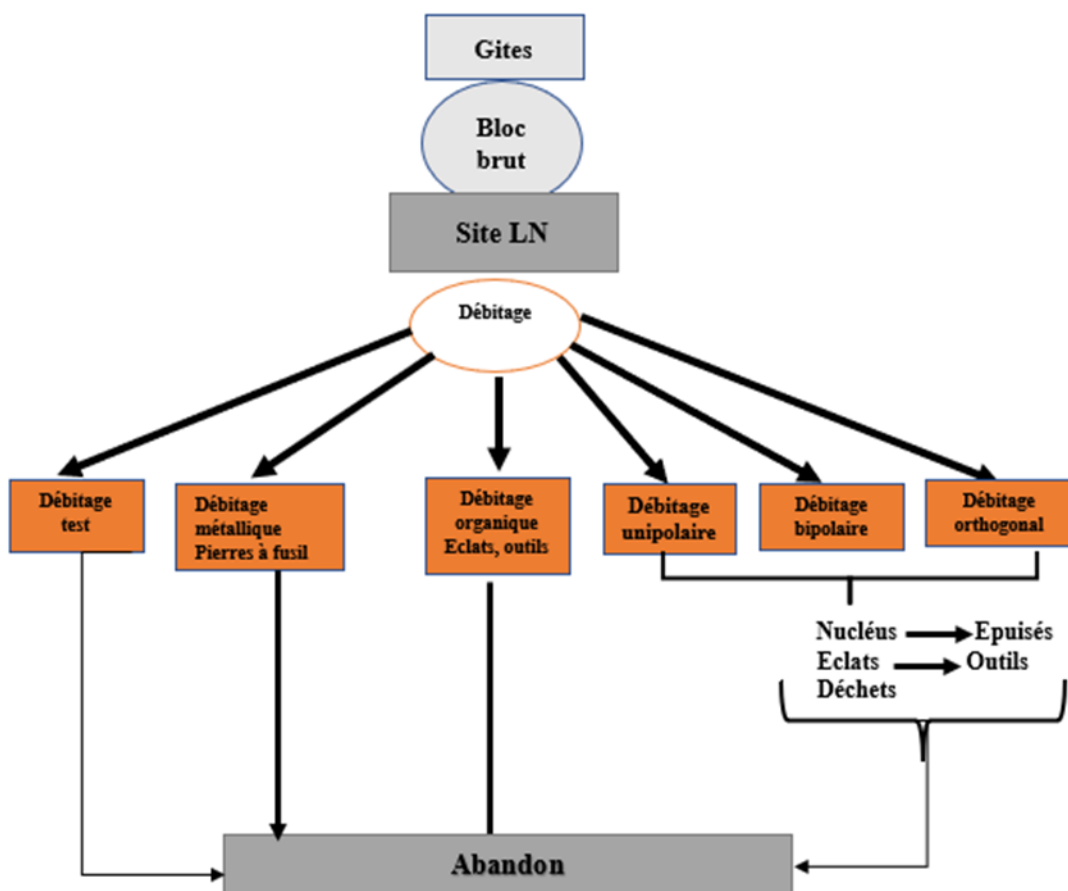 Gites
Bloc
brut
Site LN
Débitage
Débitage
test
Débitage
métallique
Pierres à fusil
Débitage
organique
Eclats, outils
Débitage
unipolaire
Débitage
bipolaire
Débitage
orthogonal
Nucléus Epuisés
Eclats Outils
Déchets
Abandon